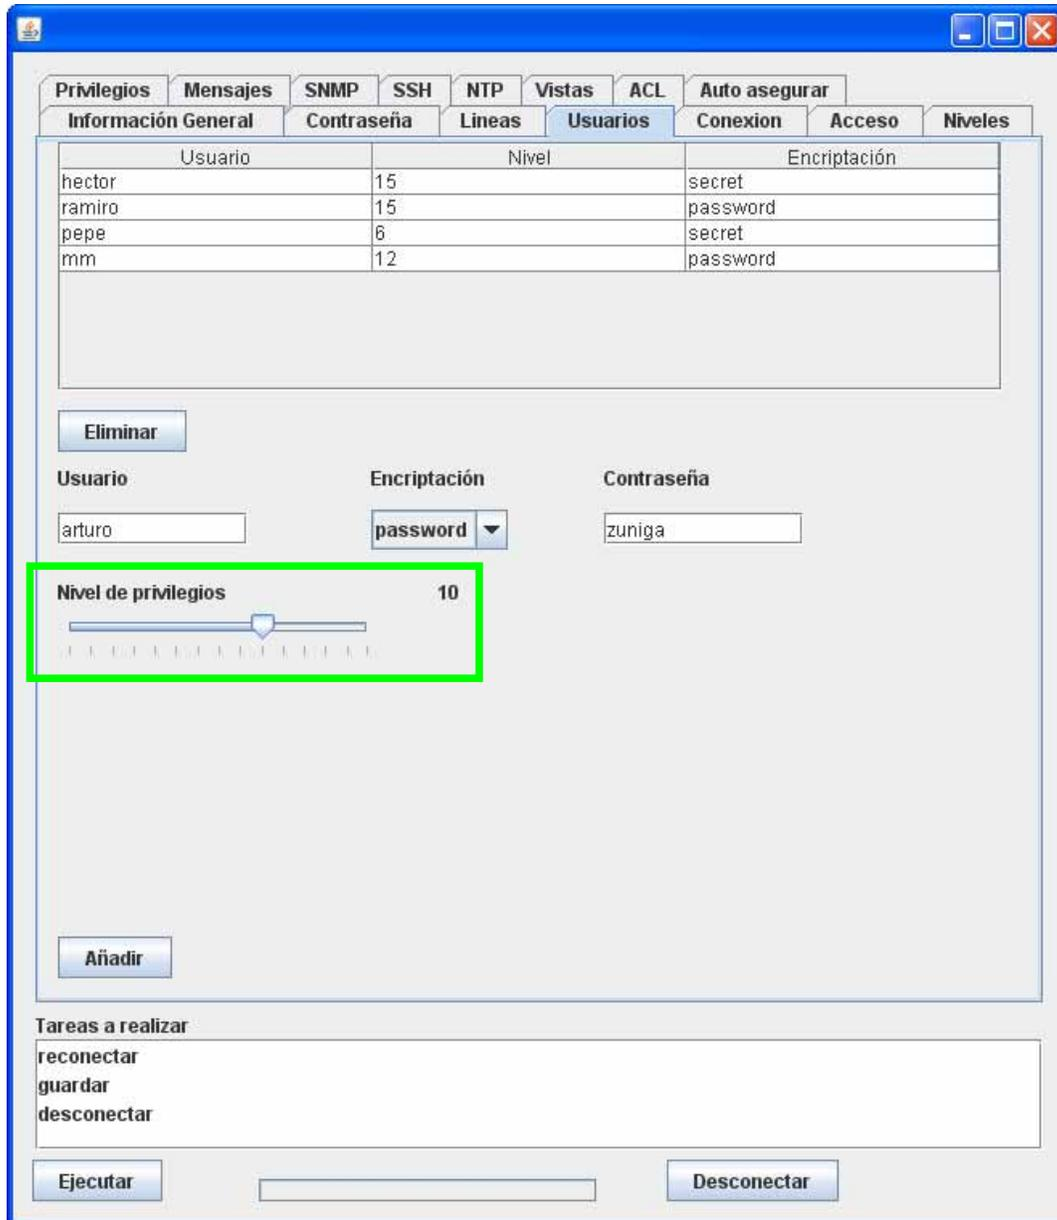 Privilegios Mensajes SNMP SSH NTP Vistas ACL Auto asegurar
Información General Contraseña Lineas Usuarios Conexion Acceso Niveles
Usuario Nivel Encriptación
hector 15 secret
ramiro 15 password
pepe 6 secret
mm 12 password
Eliminar
Usuario Encriptación Contraseña
arturo password zuniga
Nivel de privilegios 10
Añadir
Tareas a realizar
reconectar
guardar
desconectar
Ejecutar Desconectar